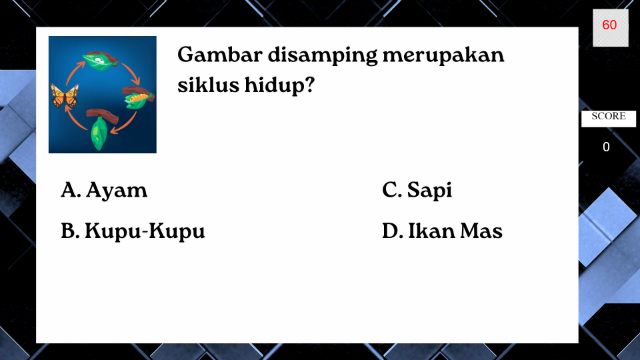 Gambar disamping merupakan
siklus hidup?
A. Ayam
B. Kupu-Kupu
C. Sapi
D. Ikan Mas
60
SCORE
0